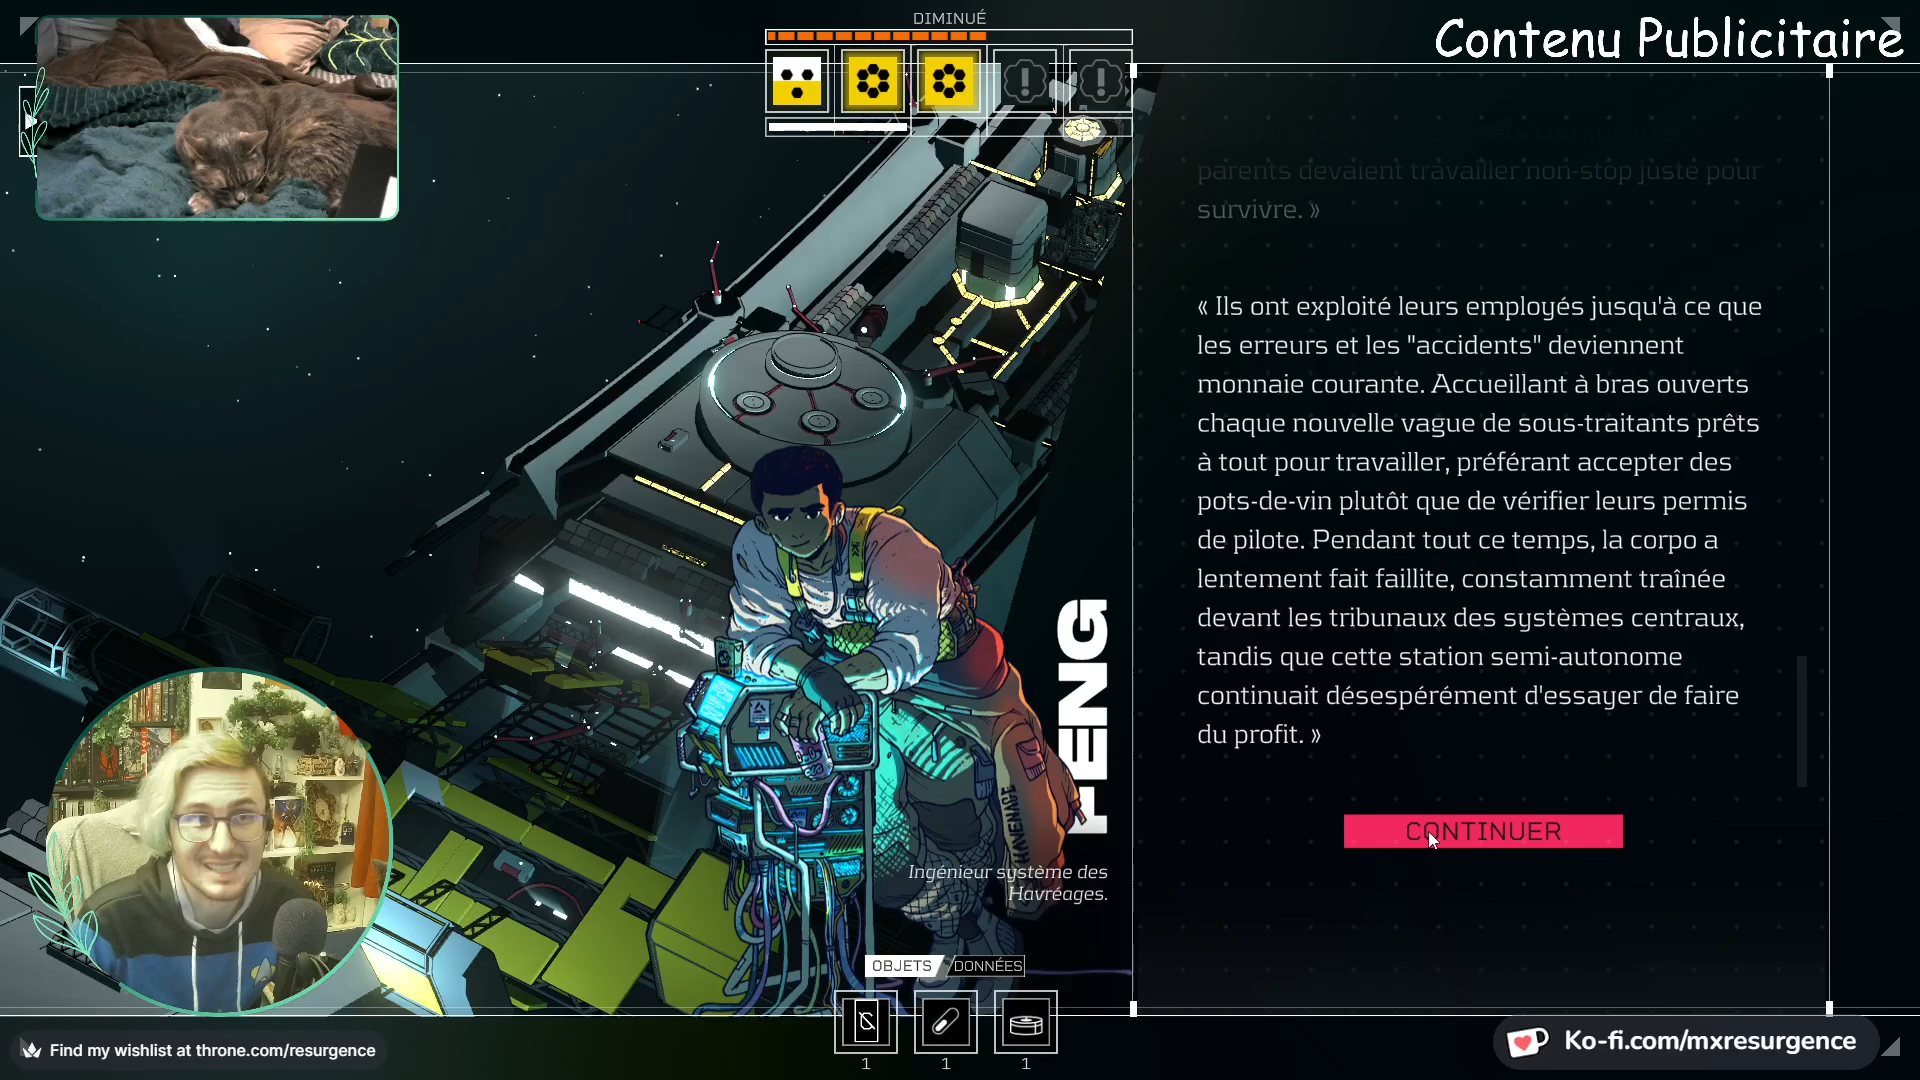 DIMINUÉ
Contenu Publicitaire
parents devaient travailler non-stop juste pour
survivre. »
« Ils ont exploité leurs employés jusqu'à ce que
les erreurs et les "accidents" deviennent
monnaie courante. Accueillant à bras ouverts
chaque nouvelle vague de sous-traitants prêts
à tout pour travailler, préférant accepter des
pots-de-vin plutôt que de vérifier leurs permis
de pilote. Pendant tout ce temps, la corpo a
lentement fait faillite, constamment traînée
devant les tribunaux des systèmes centraux,
tandis que cette station semi-autonome
continuait désespérément d'essayer de faire
du profit. »
CONTINUER
FENG
HAVENAGE
Ingénieur système des
Havréages.
OBJETS
DONNÉES
1
1
1
Find my wishlist at throne.com/resurgence
Ko-fi.com/mxresurgence